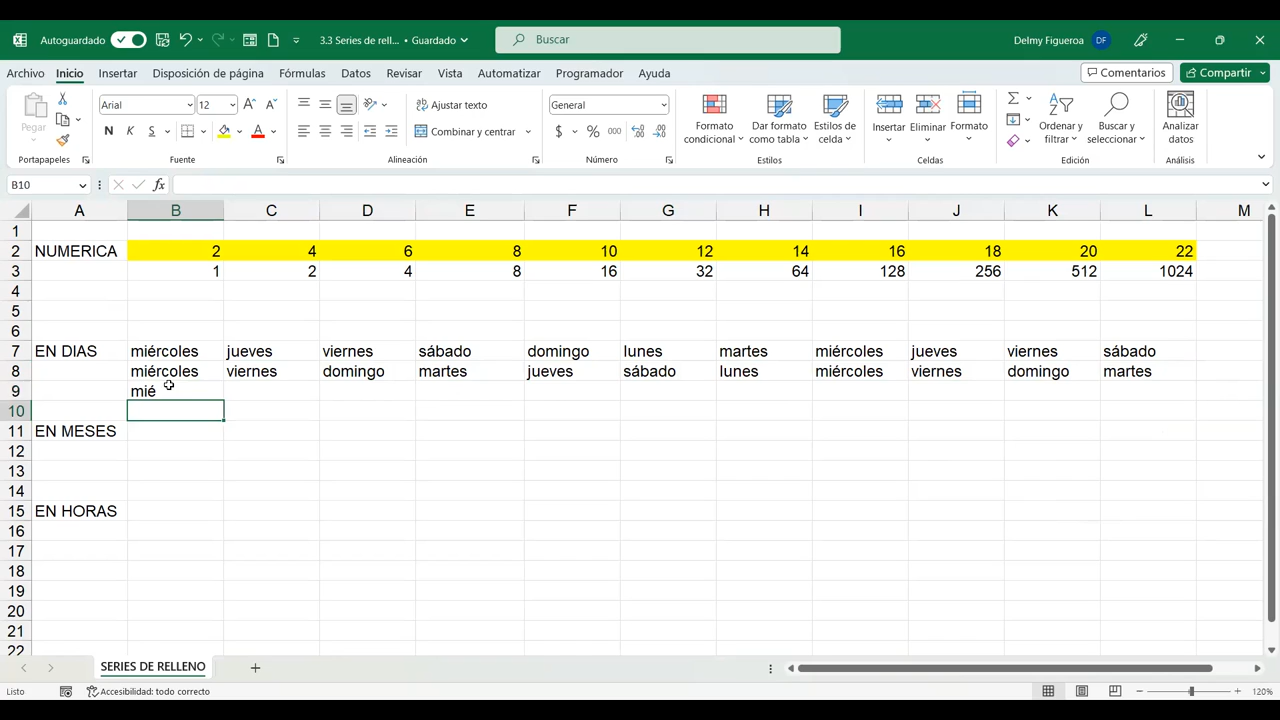 Autoguardado 3.3 Series de rell... • Guardado Buscar Delmy Figueroa DF
Archivo Inicio Insertar Disposición de página Fórmulas Datos Revisar Vista Automatizar Programador Ayuda Comentarios Compartir
Pegar Arial 12 A A Ajustar texto General Formato condicional Dar formato como tabla Estilos de celda Insertar Eliminar Formato Ordenar y filtrar Buscar y seleccionar Analizar datos
N K S A Combinar y centrar $ % 000
Portapapeles Fuente Alineación Número Estilos Celdas Edición Análisis
B10 fx
A B C D E F G H I J K L M
1
2 NUMERICA 2 4 6 8 10 12 14 16 18 20 22
3 1 2 4 8 16 32 64 128 256 512 1024
4
5
6
7 EN DIAS miércoles jueves viernes sábado domingo lunes martes miércoles jueves viernes sábado
8 miércoles viernes domingo martes jueves sábado lunes miércoles viernes domingo martes
9 mié
10
11 EN MESES
12
13
14
15 EN HORAS
16
17
18
19
20
21
22
SERIES DE RELLENO
Listo Accesibilidad: todo correcto 120%